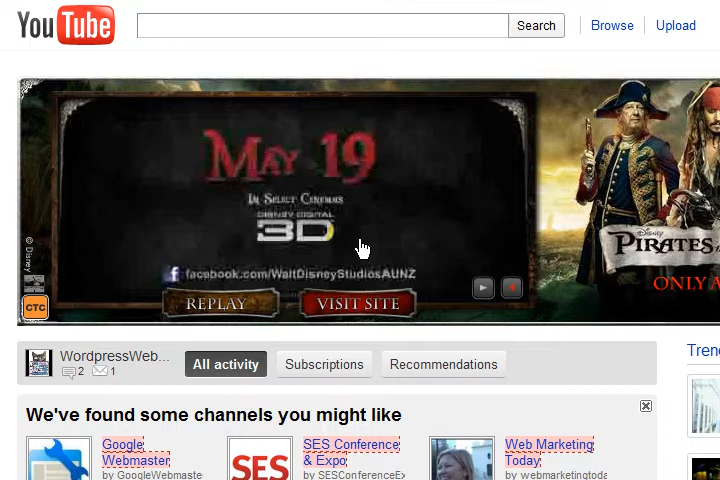 YouTube
Search
Browse
Upload
MAY 19
IN SELECT CINEMAS
DISNEY DIGITAL
3D
© Disney
facebook.com/WaltDisneyStudiosAUNZ
CTC
REPLAY
VISIT SITE
Disney
PIRATES
ONLY A
WordpressWeb...
2
1
All activity
Subscriptions
Recommendations
Tren
We've found some channels you might like
Google
Webmaster
by GoogleWebmaste
SES
SES Conference
& Expo
by SESConferenceEx
Web Marketing
Today
by webmarketingtoda